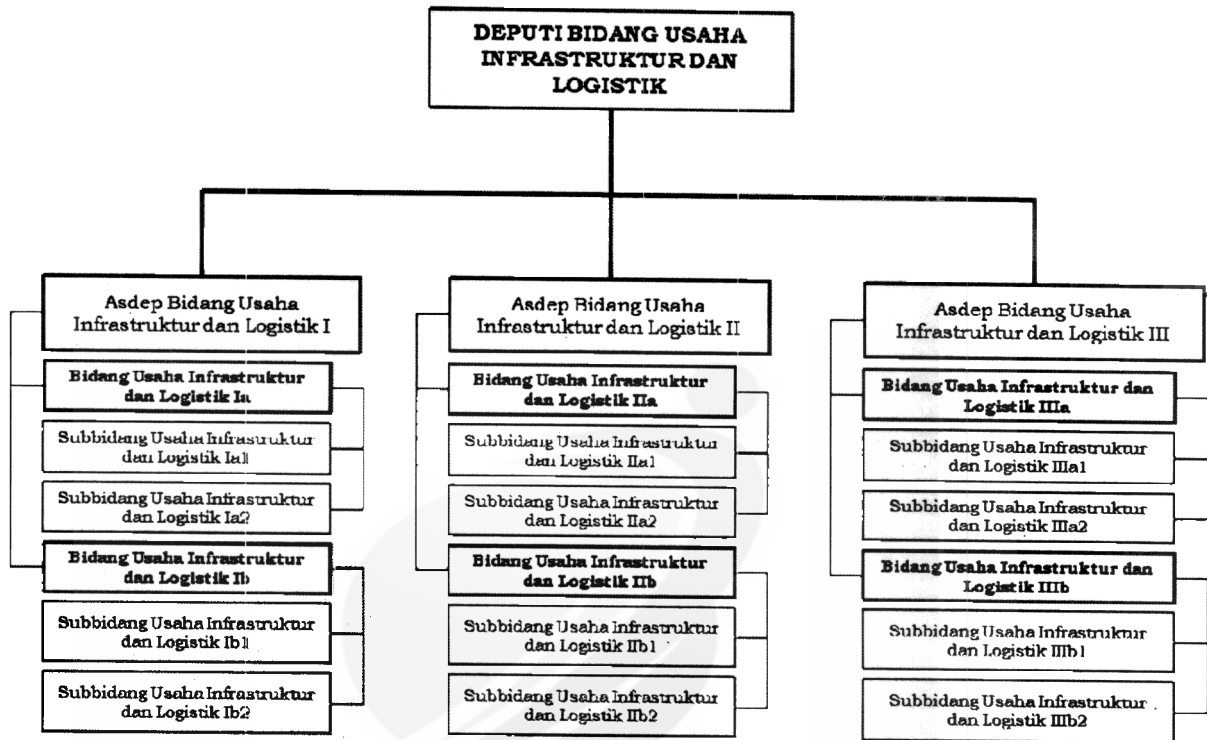 DEPUTI BIDANG USAHA
INFRASTRUKTUR DAN
LOGISTIK
Asdep Bidang Usaha
Infrastruktur dan Logistik I
Bidang Usaha Infrastruktur
dan Logistik Ia
Subbidang Usaha Infrastruktur
dan Logistik Ia1
Subbidang Usaha Infrastruktur
dan Logistik Ia2
Bidang Usaha Infrastruktur
dan Logistik Ib
Subbidang Usaha Infrastruktur
dan Logistik Ib1
Subbidang Usaha Infrastruktur
dan Logistik Ib2
Asdep Bidang Usaha
Infrastruktur dan Logistik II
Bidang Usaha Infrastruktur
dan Logistik IIa
Subbidang Usaha Infrastruktur
dan Logistik IIa1
Subbidang Usaha Infrastruktur
dan Logistik IIa2
Bidang Usaha Infrastruktur
dan Logistik IIb
Subbidang Usaha Infrastruktur
dan Logistik IIb1
Subbidang Usaha Infrastruktur
dan Logistik IIb2
Asdep Bidang Usaha
Infrastruktur dan Logistik III
Bidang Usaha Infrastruktur dan
Logistik IIIa
Subbidang Usaha Infrastruktur
dan Logistik IIIa1
Subbidang Usaha Infrastruktur
dan Logistik IIIa2
Bidang Usaha Infrastruktur dan
Logistik IIIb
Subbidang Usaha Infrastruktur
dan Logistik IIIb1
Subbidang Usaha Infrastruktur
dan Logistik IIIb2